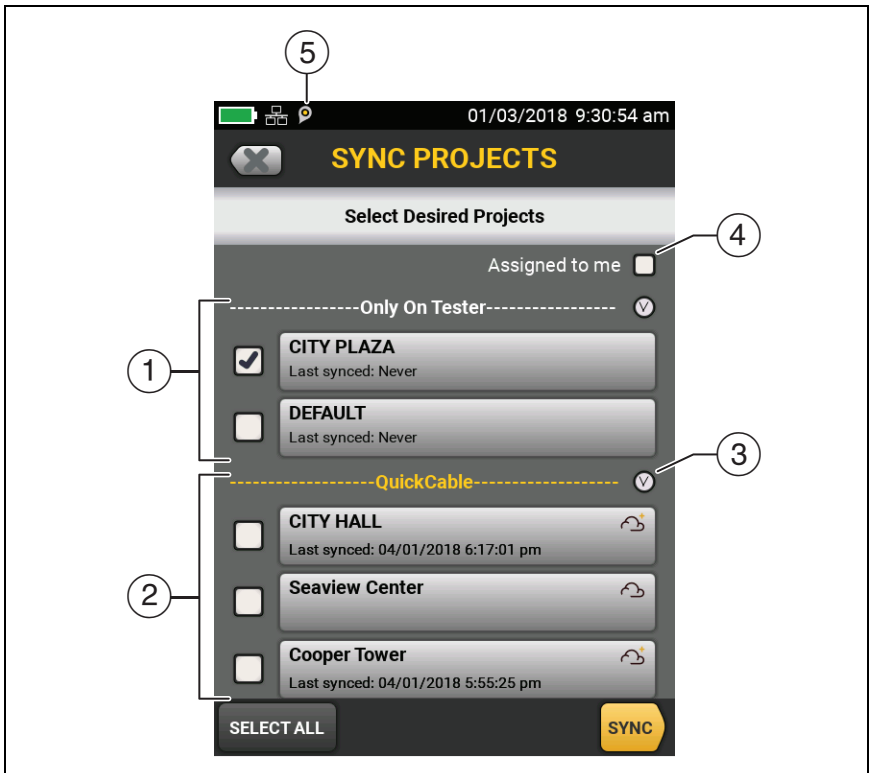 5
01/03/2018 9:30:54 am
SYNC PROJECTS
Select Desired Projects
4
Assigned to me
------------------Only On Tester------------------
1
CITY PLAZA
Last synced: Never
DEFAULT
Last synced: Never
3
--------------------QuickCable--------------------
2
CITY HALL
Last synced: 04/01/2018 6:17:01 pm
Seaview Center
Cooper Tower
Last synced: 04/01/2018 5:55:25 pm
SELECT ALL
SYNC